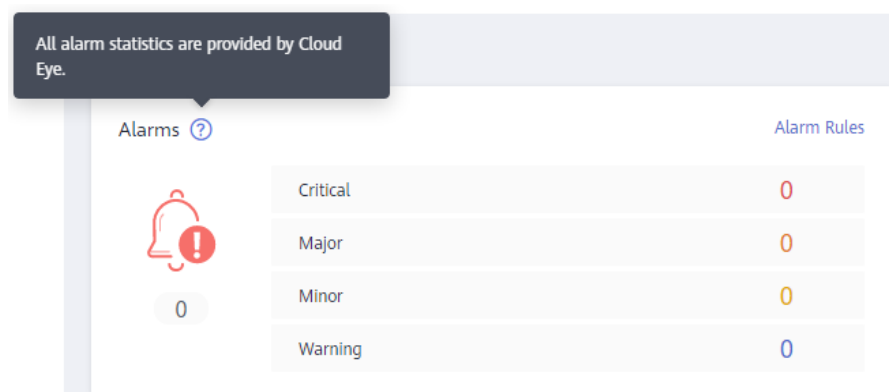 All alarm statistics are provided by Cloud
Eye.
Alarms ?
Alarm Rules
Critical 0
Major 0
Minor 0
Warning 0
!
0